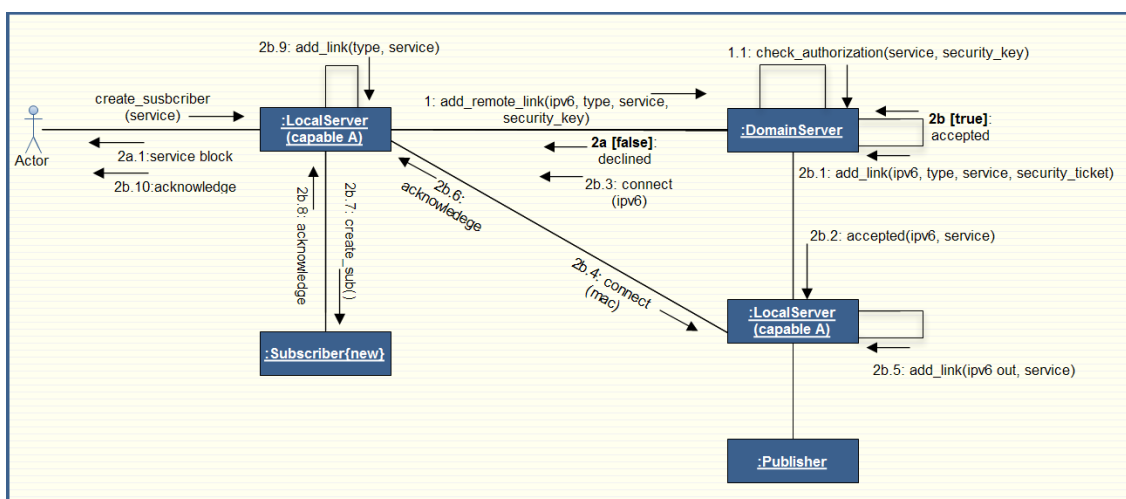 2b.9: add_link(type, service)
1.1: check_authorization(service, security_key)
create_susbcriber
(service)
1: add_remote_link(ipv6, type, service,
security_key)
:LocalServer
(capable A)
:DomainServer
2b [true]:
accepted
Actor
2a.1:service block
2b.10:acknowledge
2a [false]:
declined
2b.3: connect
(ipv6)
2b.1: add_link(ipv6, type, service, security_ticket)
2b.6:
acknowledege
2b.8: acknowledge
2b.7: create_sub()
2b.2: accepted(ipv6, service)
2b.4: connect
(mac)
:LocalServer
(capable A)
:Subscriber{new}
2b.5: add_link(ipv6 out, service)
:Publisher